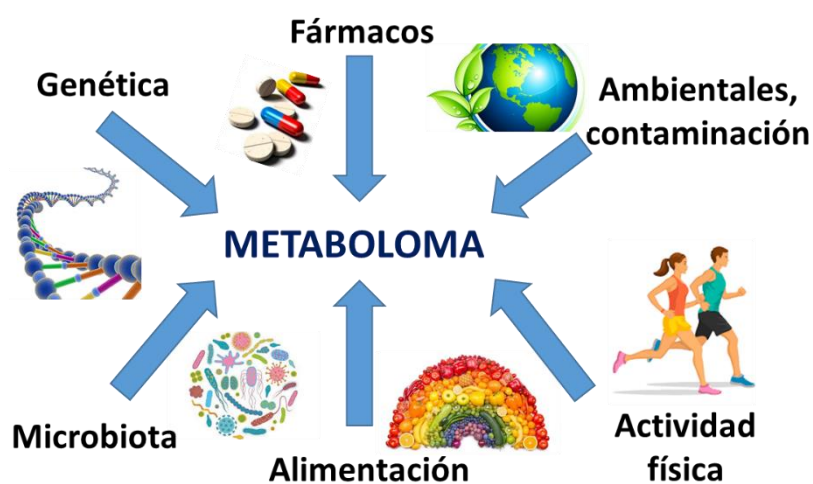 Fármacos
Genética
Ambientales,
contaminación
METABOLOMA
Microbiota
Alimentación
Actividad
física